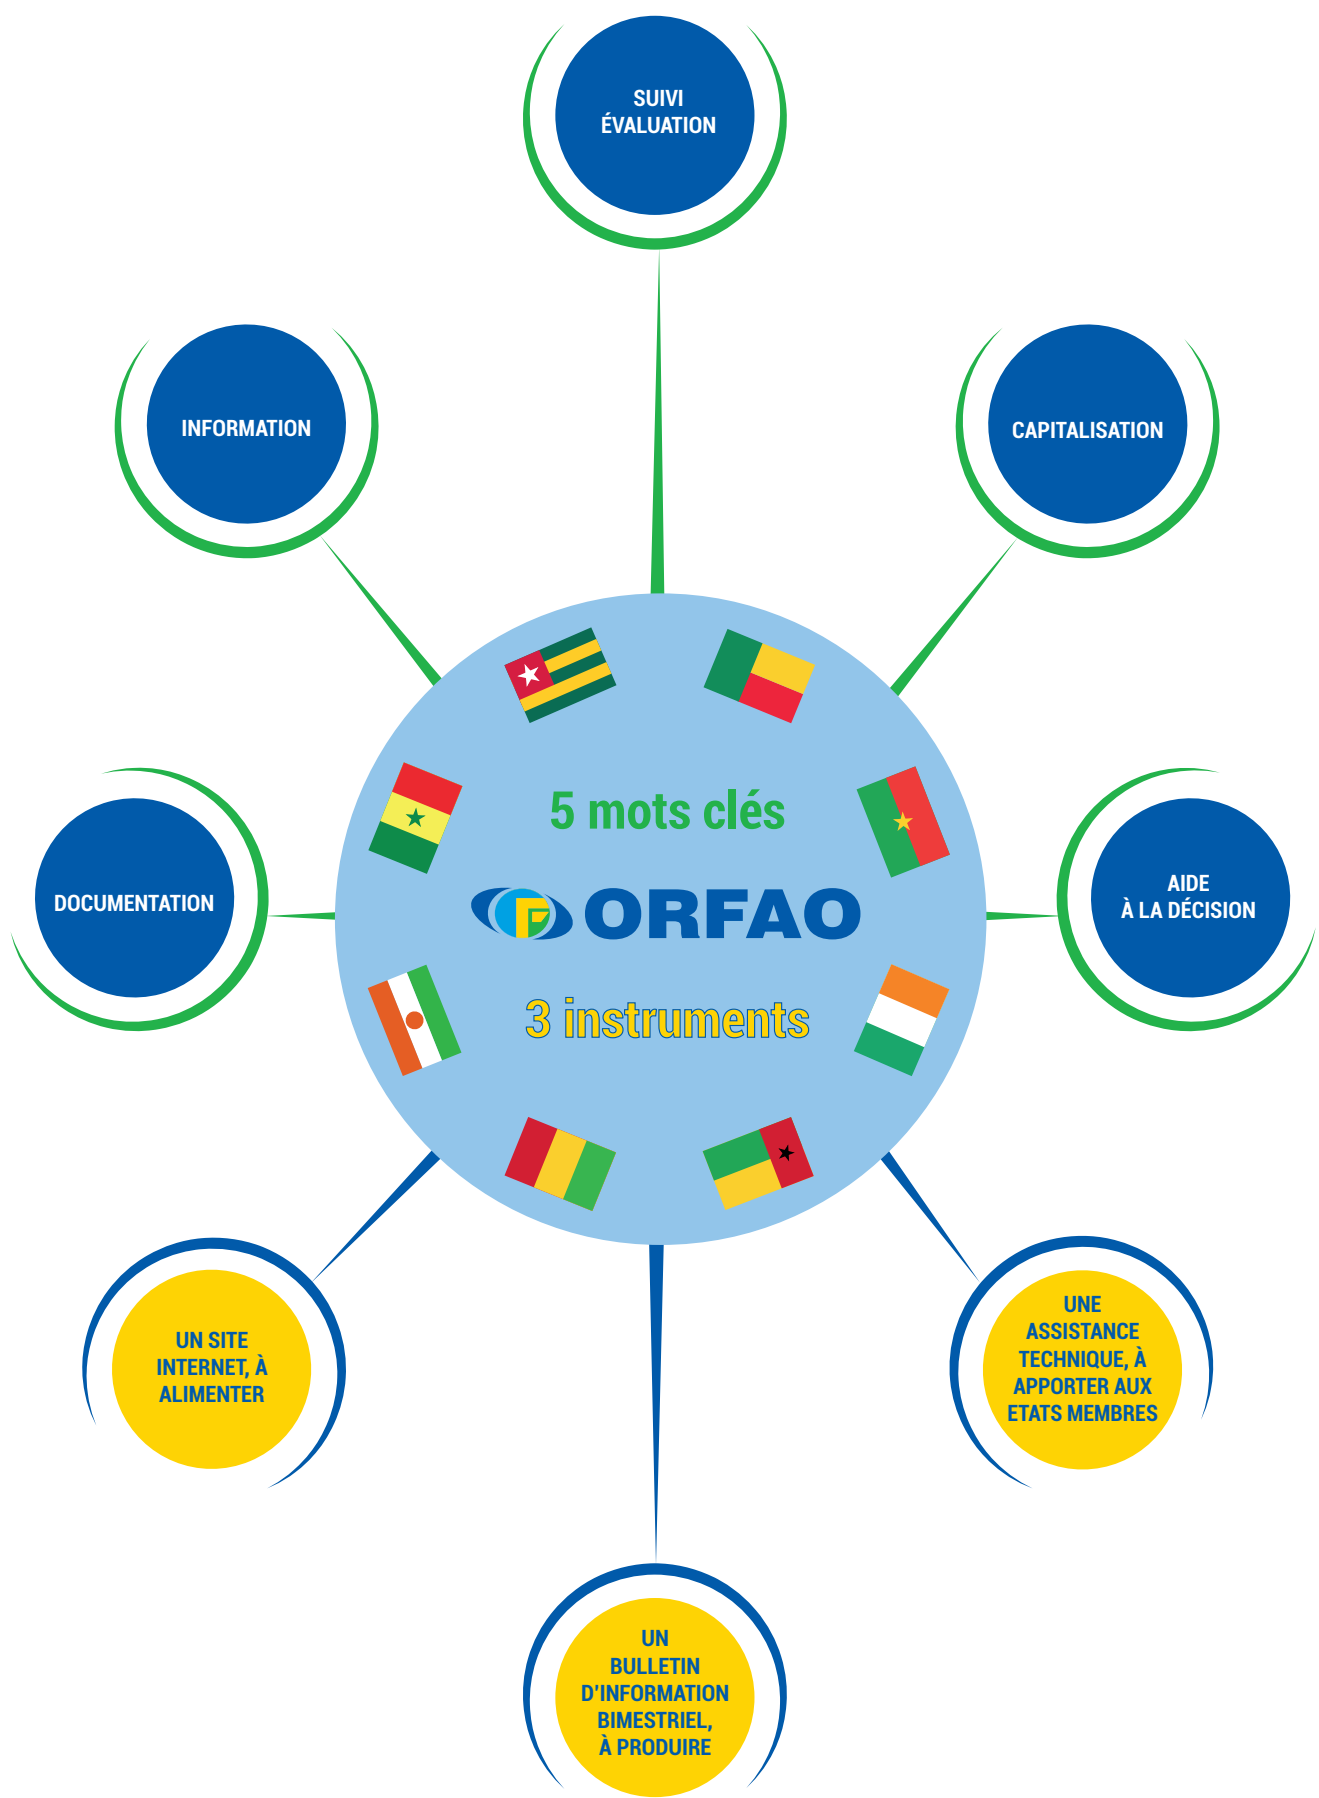 SUIVI
ÉVALUATION
INFORMATION
CAPITALISATION
DOCUMENTATION
AIDE
À LA DÉCISION
5 mots clés
ORFAO
3 instruments
UN SITE
INTERNET, À
ALIMENTER
UNE
ASSISTANCE
TECHNIQUE, À
APPORTER AUX
ETATS MEMBRES
UN
BULLETIN
D'INFORMATION
BIMESTRIEL,
À PRODUIRE